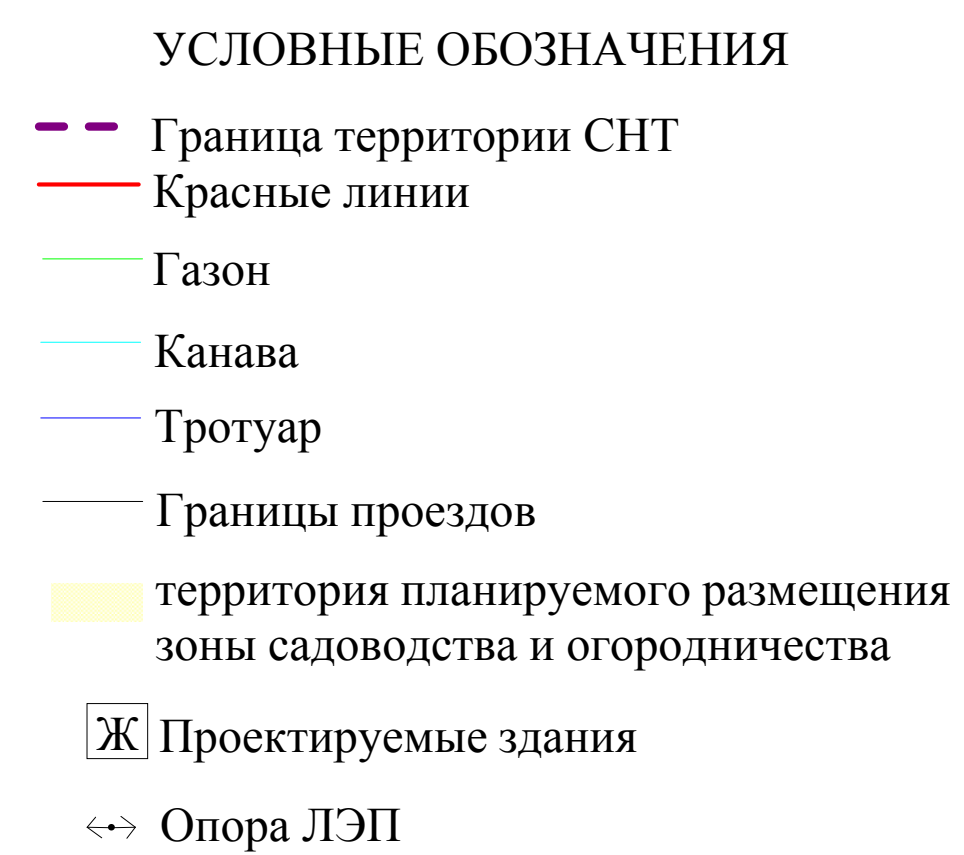 УСЛОВНЫЕ ОБОЗНАЧЕНИЯ
Граница территории СНТ
Красные линии
Газон
Канава
Тротуар
Границы проездов
территория планируемого размещения
зоны садоводства и огородничества
Ж Проектируемые здания
Опора ЛЭП